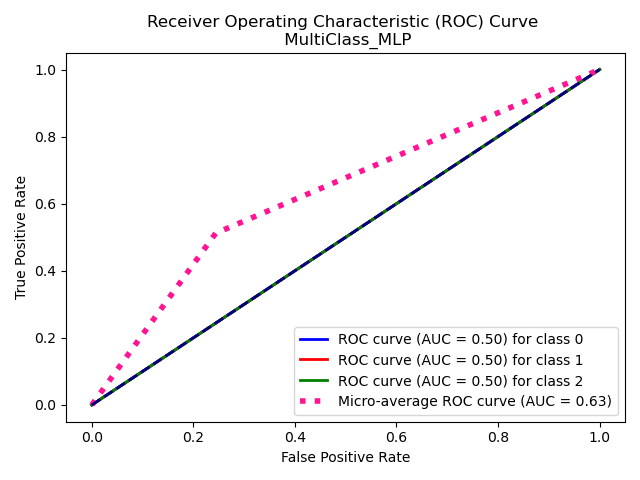 Receiver Operating Characteristic (ROC) Curve
MultiClass_MLP
True Positive Rate
1.0
0.8
0.6
0.4
0.2
0.0
ROC curve (AUC = 0.50) for class 0
ROC curve (AUC = 0.50) for class 1
ROC curve (AUC = 0.50) for class 2
Micro-average ROC curve (AUC = 0.63)
0.0 0.2 0.4 0.6 0.8 1.0
False Positive Rate